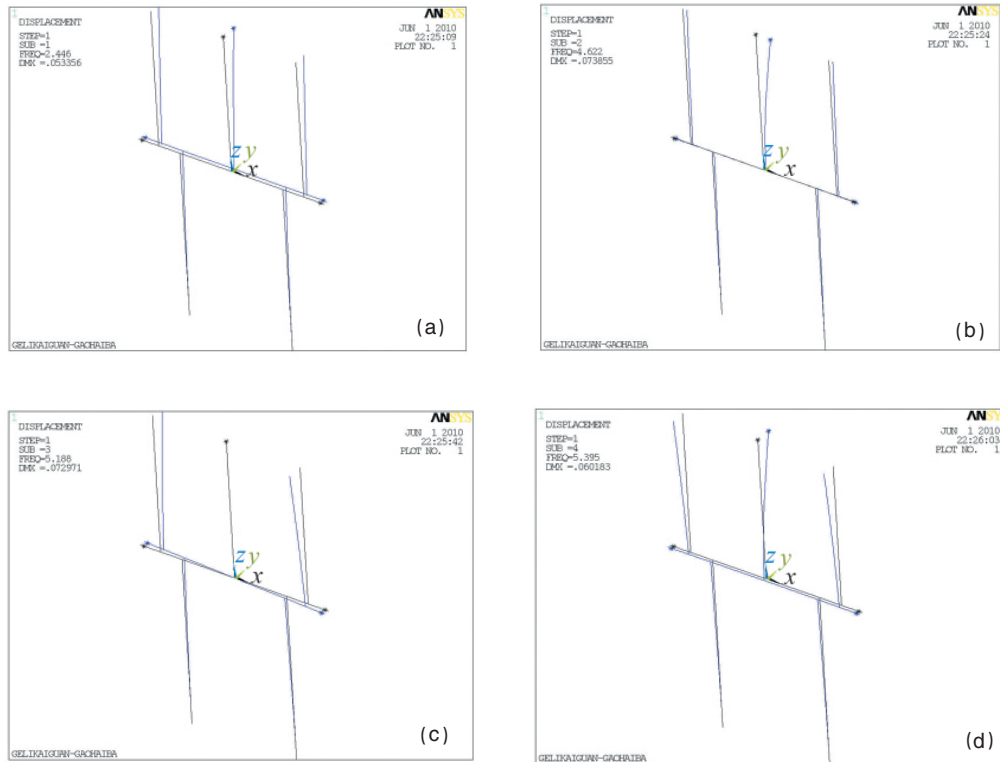 1
DISPLACEMENT
STEP=1
SUB =1
FREQ=2.446
DMX =.053356
ANSYS
JUN 1 2010
22:25:09
PLOT NO. 1
z y
x
(a)
GELIKAIGUAN-GAOHAIBA
1
DISPLACEMENT
STEP=1
SUB =2
FREQ=4.622
DMX =.073855
ANSYS
JUN 1 2010
22:25:24
PLOT NO. 1
z y
x
(b)
GELIKAIGUAN-GAOHAIBA
1
DISPLACEMENT
STEP=1
SUB =3
FREQ=5.188
DMX =.072971
ANSYS
JUN 1 2010
22:25:42
PLOT NO. 1
z y
x
(c)
GELIKAIGUAN-GAOHAIBA
1
DISPLACEMENT
STEP=1
SUB =4
FREQ=5.395
DMX =.060183
ANSYS
JUN 1 2010
22:26:03
PLOT NO. 1
z y
x
(d)
GELIKAIGUAN-GAOHAIBA